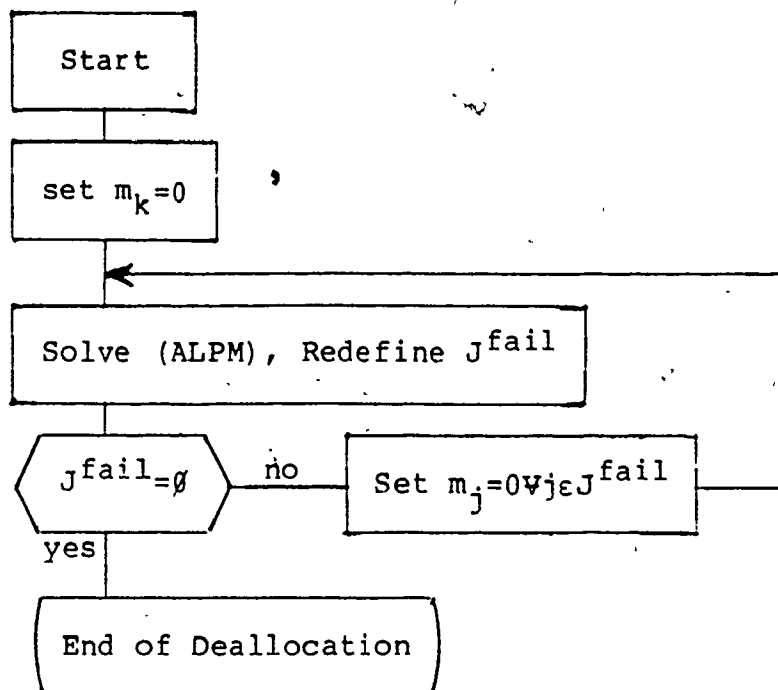 Start
set m_k=0
Solve (ALPM), Redefine J^fail
J^fail=∅
no
Set m_j=0∀jεJ^fail
yes
End of Deallocation